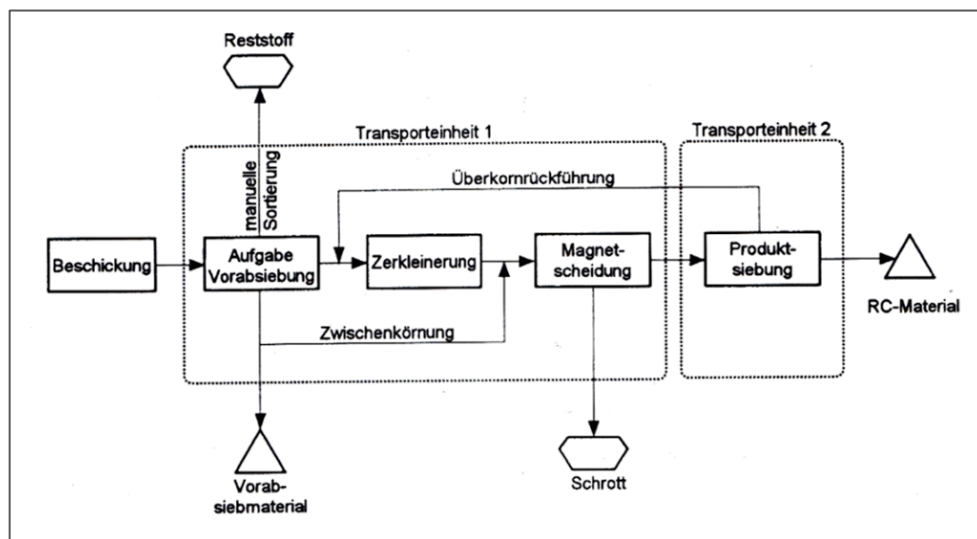 Reststoff
Transporteinheit 1
Transporteinheit 2
manuelle
Sortierung
Überkornrückführung
Beschickung
Aufgabe
Vorabsiebung
Zerkleinerung
Magnet-
scheidung
Produkt-
siebung
RC-Material
Zwischenkörnung
Vorab-
siebmaterial
Schrott